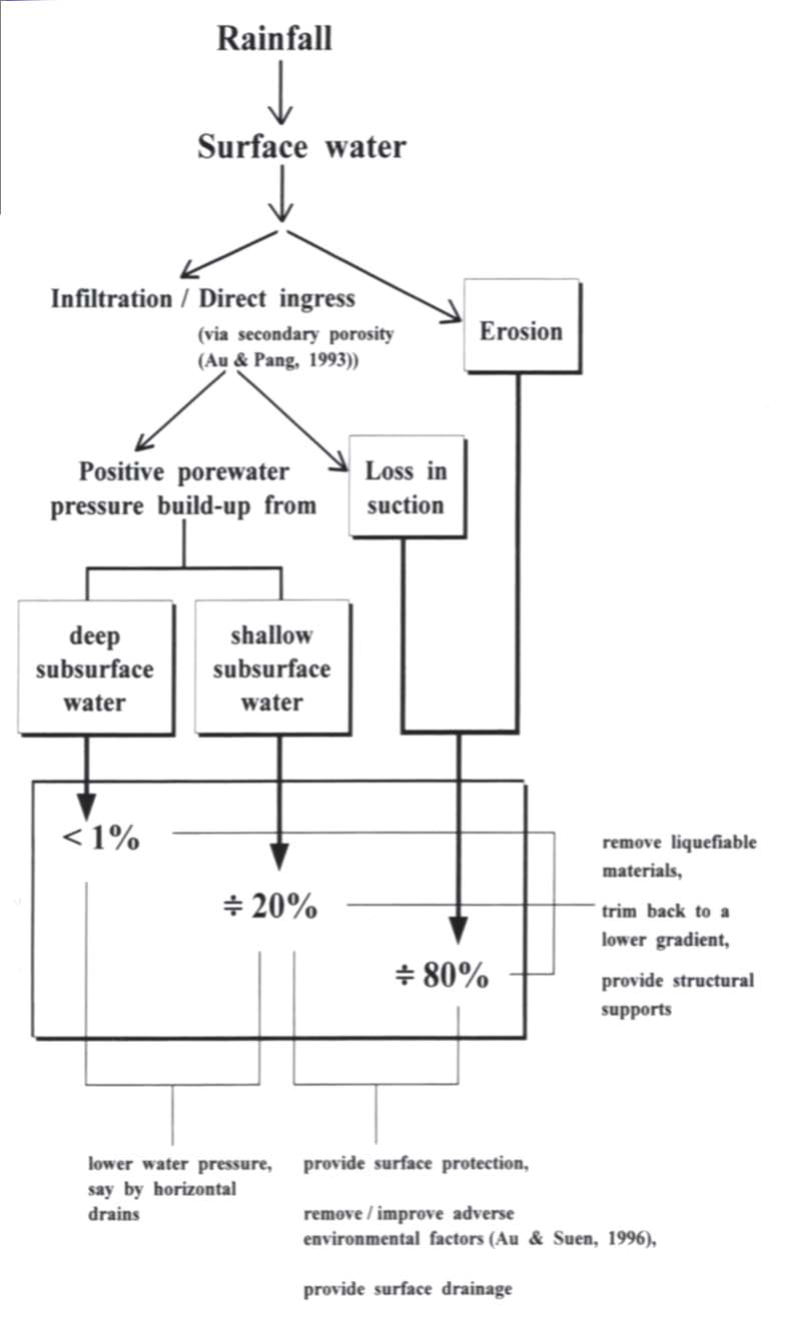 Rainfall
Surface water
Infiltration / Direct ingress
(via secondary porosity
(Au & Pang, 1993))
Erosion
Positive porewater
pressure build-up from
Loss in
suction
deep
subsurface
water
shallow
subsurface
water
< 1%
÷ 20%
÷ 80%
remove liquefiable
materials,
trim back to a
lower gradient,
provide structural
supports
lower water pressure,
say by horizontal
drains
provide surface protection,
remove / improve adverse
environmental factors (Au & Suen, 1996),
provide surface drainage